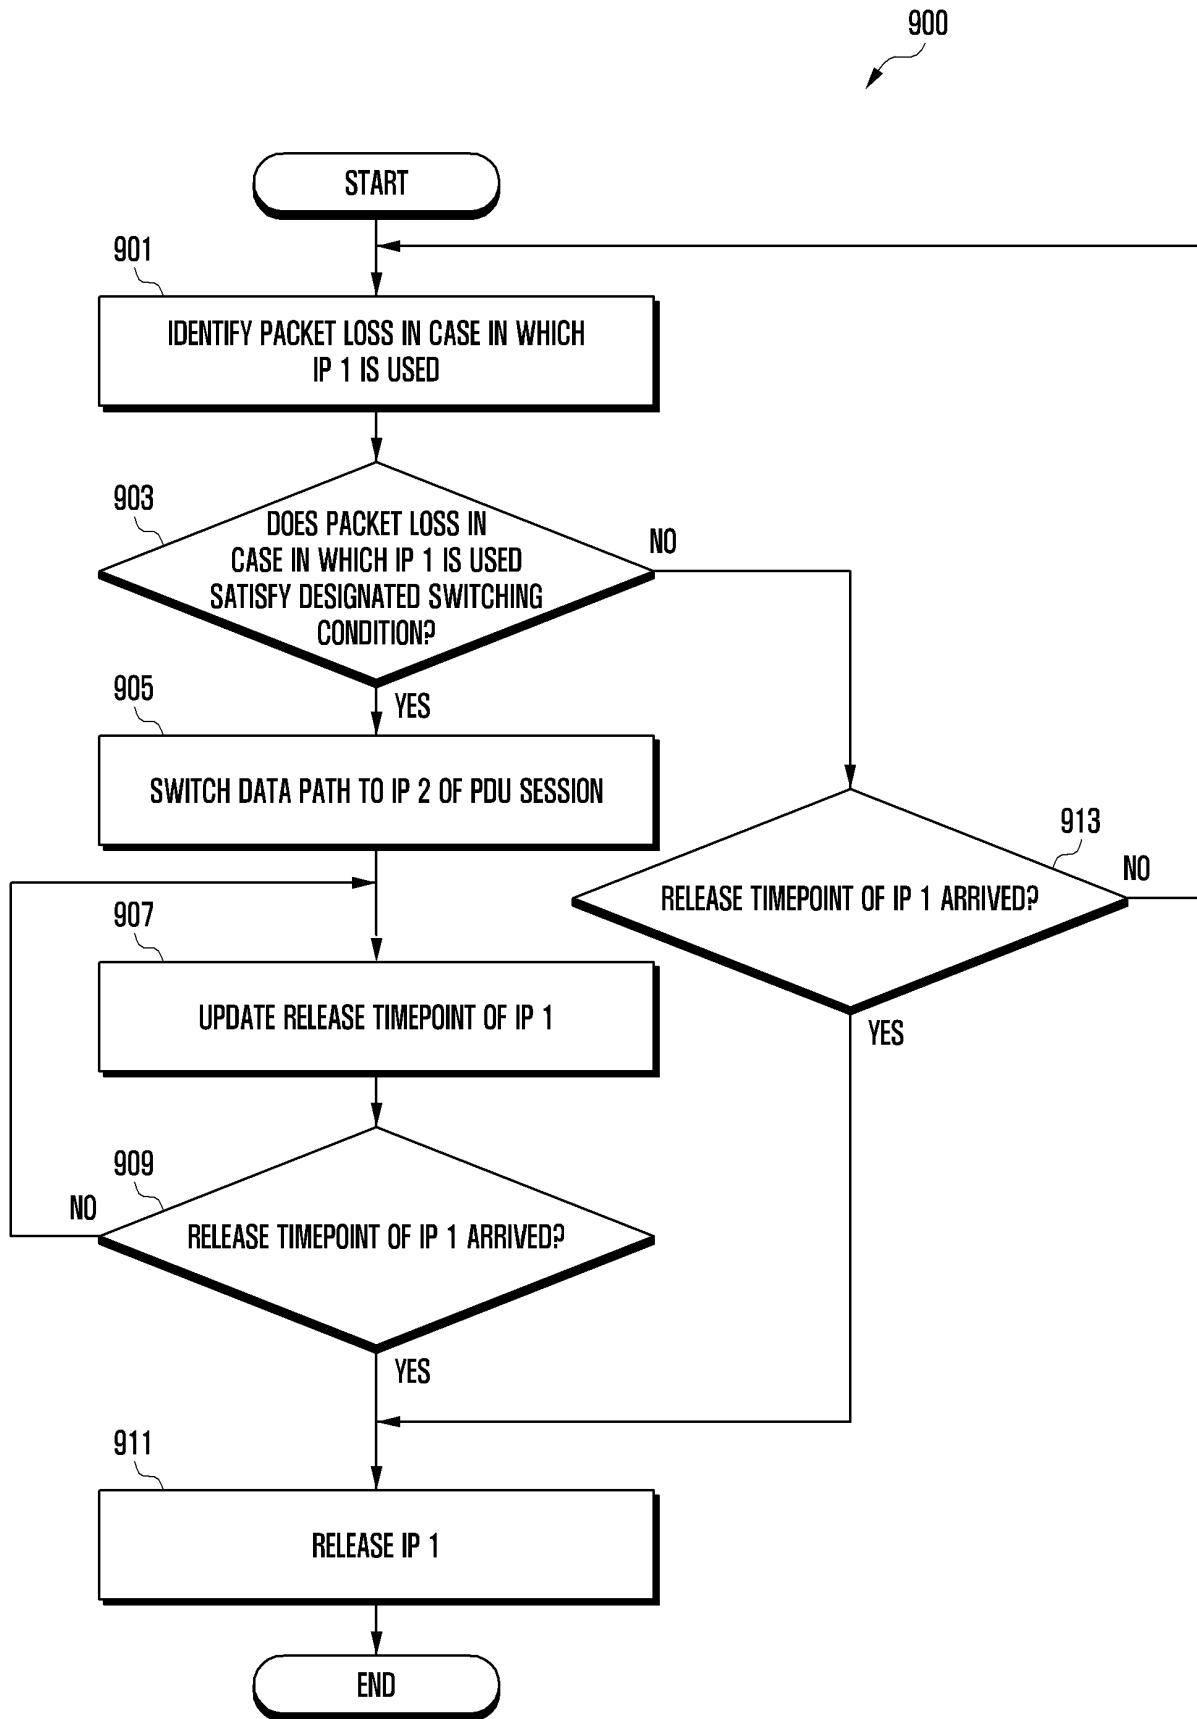 900
START
901
IDENTIFY PACKET LOSS IN CASE IN WHICH
IP 1 IS USED
903
DOES PACKET LOSS IN
CASE IN WHICH IP 1 IS USED
SATISFY DESIGNATED SWITCHING
CONDITION?
NO
YES
905
SWITCH DATA PATH TO IP 2 OF PDU SESSION
913
RELEASE TIMEPOINT OF IP 1 ARRIVED?
NO
YES
907
UPDATE RELEASE TIMEPOINT OF IP 1
909
NO
RELEASE TIMEPOINT OF IP 1 ARRIVED?
YES
911
RELEASE IP 1
END